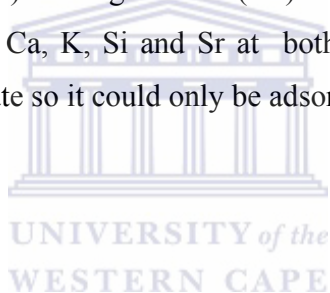 Ca, K, Si and Sr at both
te so it could only be adsor
UNIVERSITY of the
WESTERN CAPE